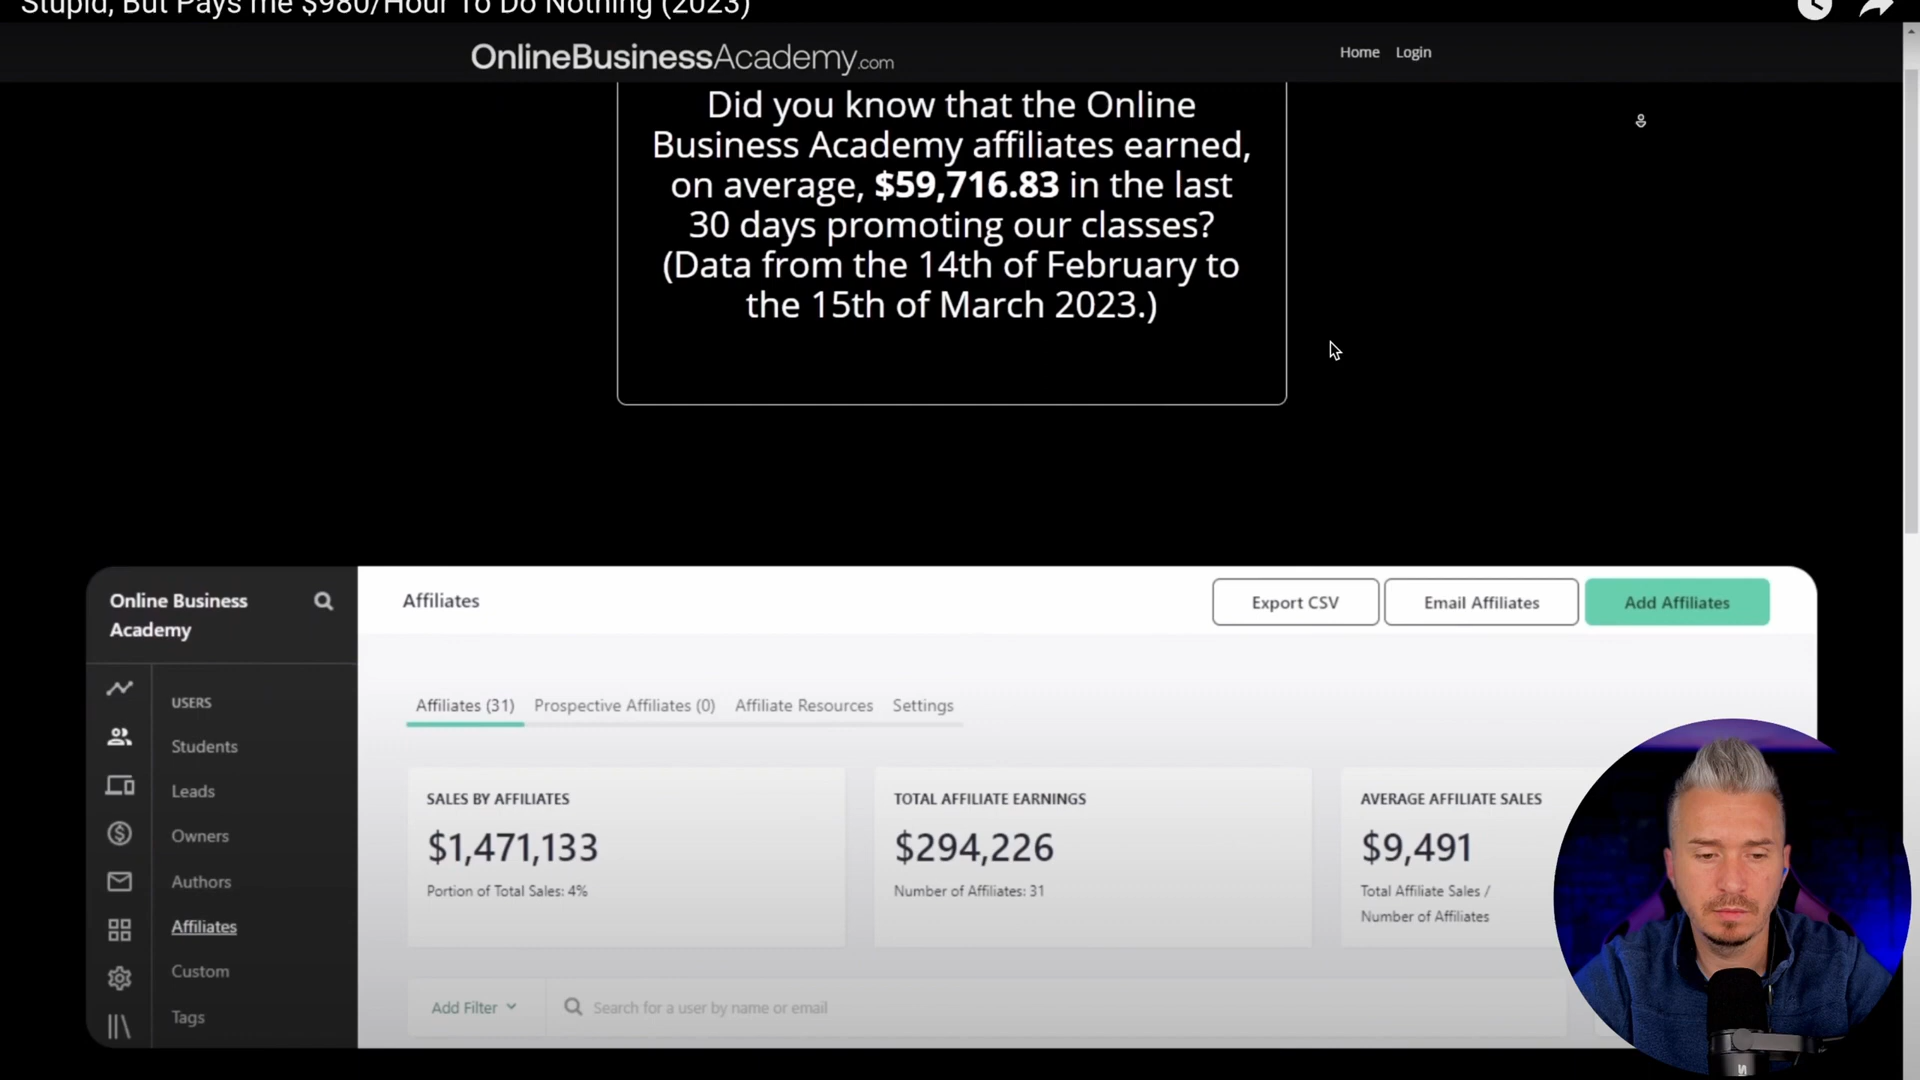 Stupid, But Pays me $980/Hour To Do Nothing (2023)
OnlineBusinessAcademy.com
Home Login
Did you know that the Online
Business Academy affiliates earned,
on average, $59,716.83 in the last
30 days promoting our classes?
(Data from the 14th of February to
the 15th of March 2023.)
Online Business
Academy
Affiliates
Export CSV
Email Affiliates
Add Affiliates
USERS
Students
Leads
Owners
Authors
Affiliates
Custom
Tags
Affiliates (31) Prospective Affiliates (0) Affiliate Resources Settings
SALES BY AFFILIATES
$1,471,133
Portion of Total Sales: 4%
TOTAL AFFILIATE EARNINGS
$294,226
Number of Affiliates: 31
AVERAGE AFFILIATE SALES
$9,491
Total Affiliate Sales /
Number of Affiliates
Add Filter
Search for a user by name or email